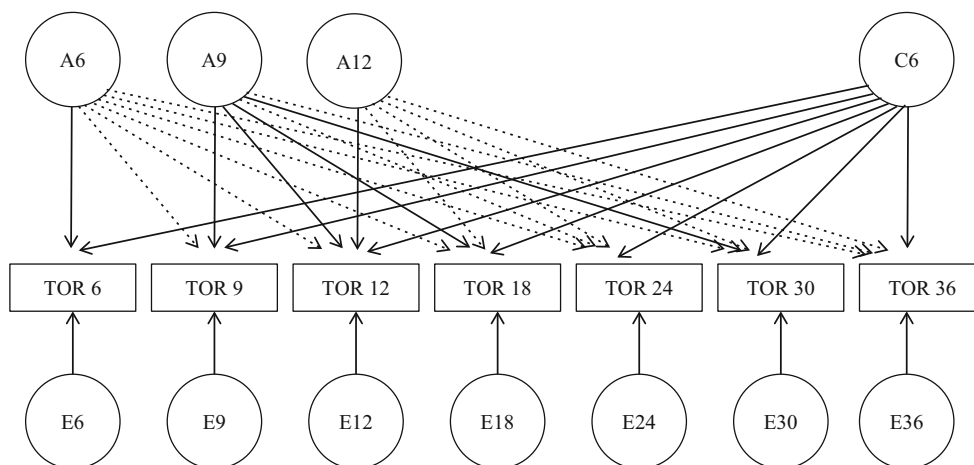 A6 A9 A12 C6
TOR 6 TOR 9 TOR 12 TOR 18 TOR 24 TOR 30 TOR 36
E6 E9 E12 E18 E24 E30 E36